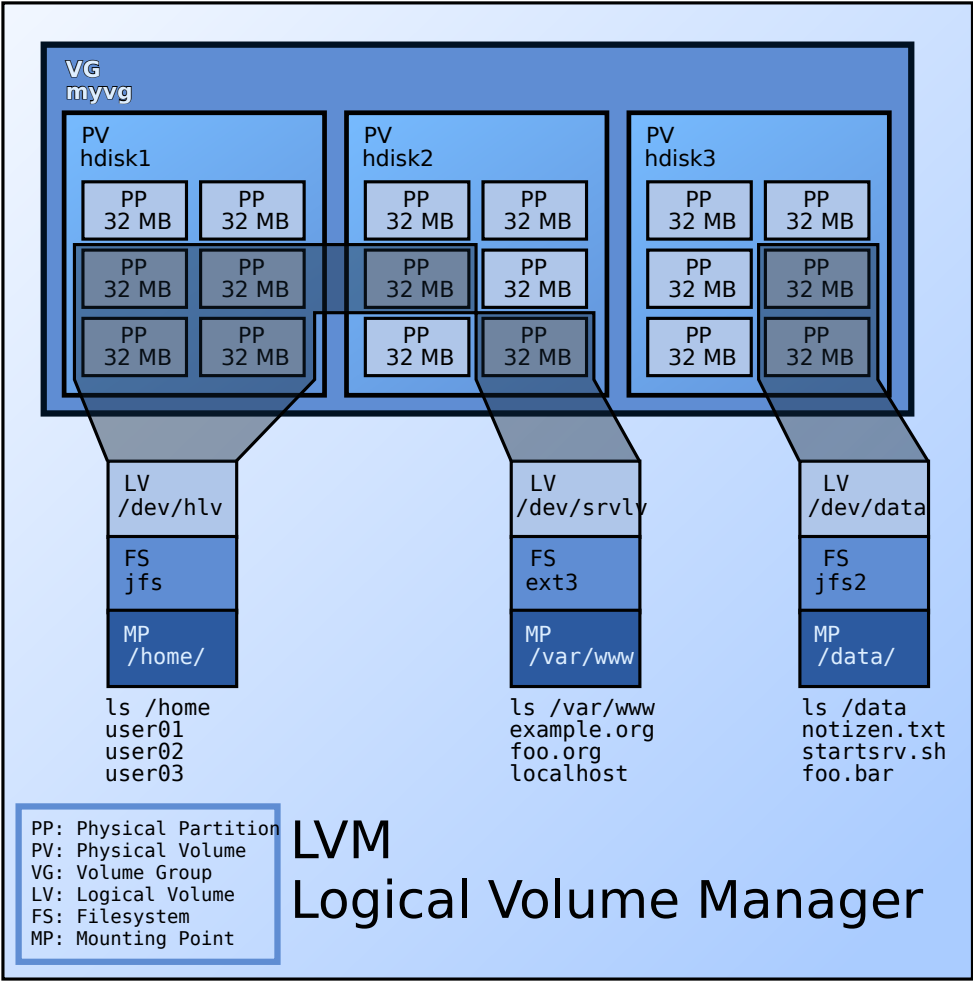 VG
myvg
PV
hdisk1
PP
32 MB
PP
32 MB
PP
32 MB
PP
32 MB
PP
32 MB
PP
32 MB
PV
hdisk2
PP
32 MB
PP
32 MB
PP
32 MB
PP
32 MB
PP
32 MB
PP
32 MB
PV
hdisk3
PP
32 MB
PP
32 MB
PP
32 MB
PP
32 MB
PP
32 MB
PP
32 MB
LV
/dev/hlv
FS
jfs
MP
/home/
ls /home
user01
user02
user03
LV
/dev/srvlv
FS
ext3
MP
/var/www
ls /var/www
example.org
foo.org
localhost
LV
/dev/data
FS
jfs2
MP
/data/
ls /data
notizen.txt
startsrv.sh
foo.bar
PP: Physical Partition
PV: Physical Volume
VG: Volume Group
LV: Logical Volume
FS: Filesystem
MP: Mounting Point
LVM
Logical Volume Manager